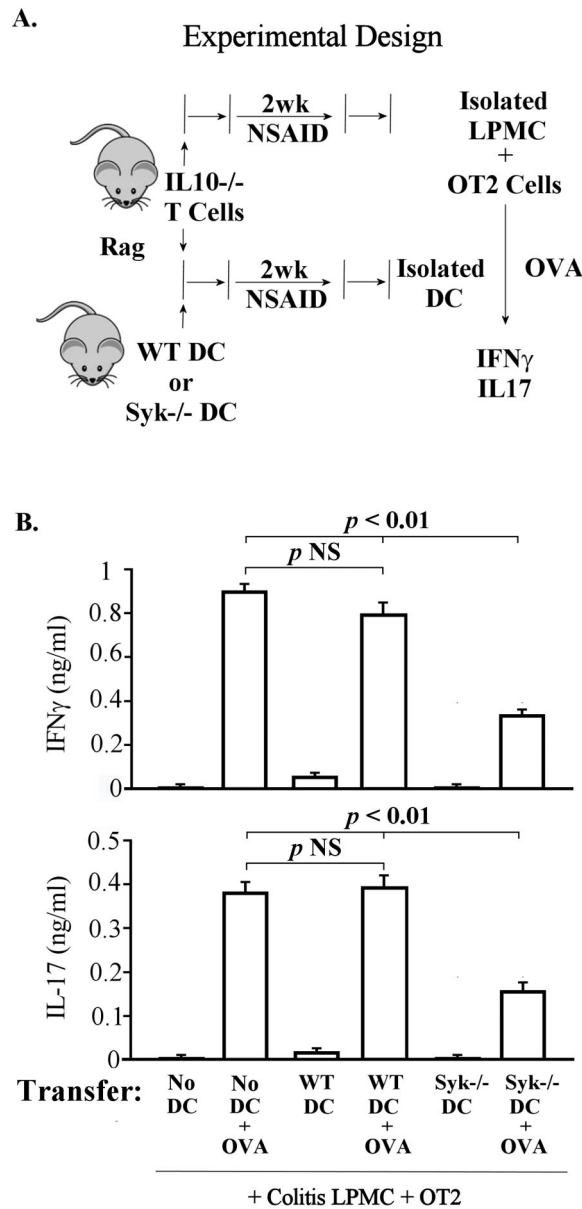 A.
Experimental Design
2wk
NSAID
Isolated
LPMC
+
OT2 Cells
IL10-/-
T Cells
Rag
2wk
NSAID
Isolated
DC
OVA
WT DC
or
Syk-/- DC
IFNγ
IL17
B.
p < 0.01
p NS
IFNγ (ng/ml)
1
0.8
0.6
0.4
0.2
0
p < 0.01
p NS
IL-17 (ng/ml)
0.5
0.4
0.3
0.2
0.1
0
Transfer:
No
DC
No
DC
+
OVA
WT
DC
WT
DC
+
OVA
Syk-/-
DC
Syk-/-
DC
+
OVA
+ Colitis LPMC + OT2